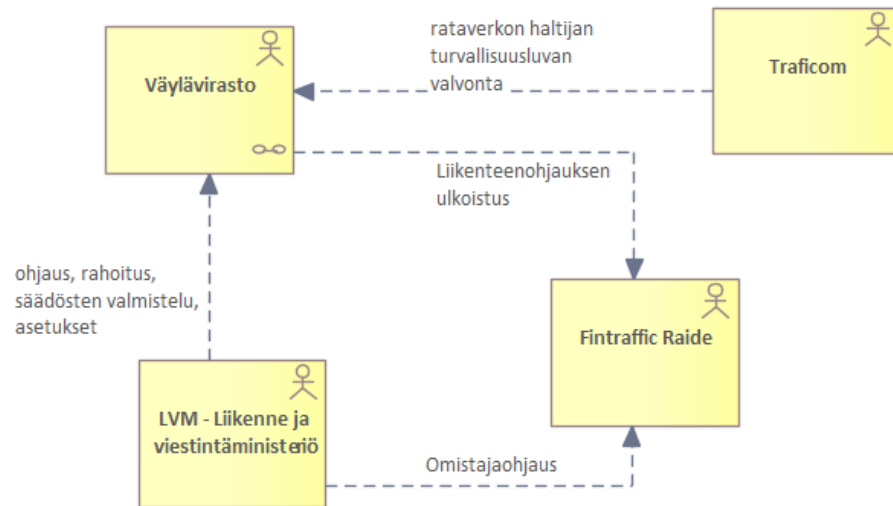 rataverkon haltijan
turvallisuusluvan
valvonta
Väylävirasto
Traficom
Liikenteenohjauksen
ulkoistus
ohjaus, rahoitus,
säädösten valmistelu,
asetukset
Fintraffic Raide
LVM - Liikenne ja
viestintäministeriö
Omistajaohjaus